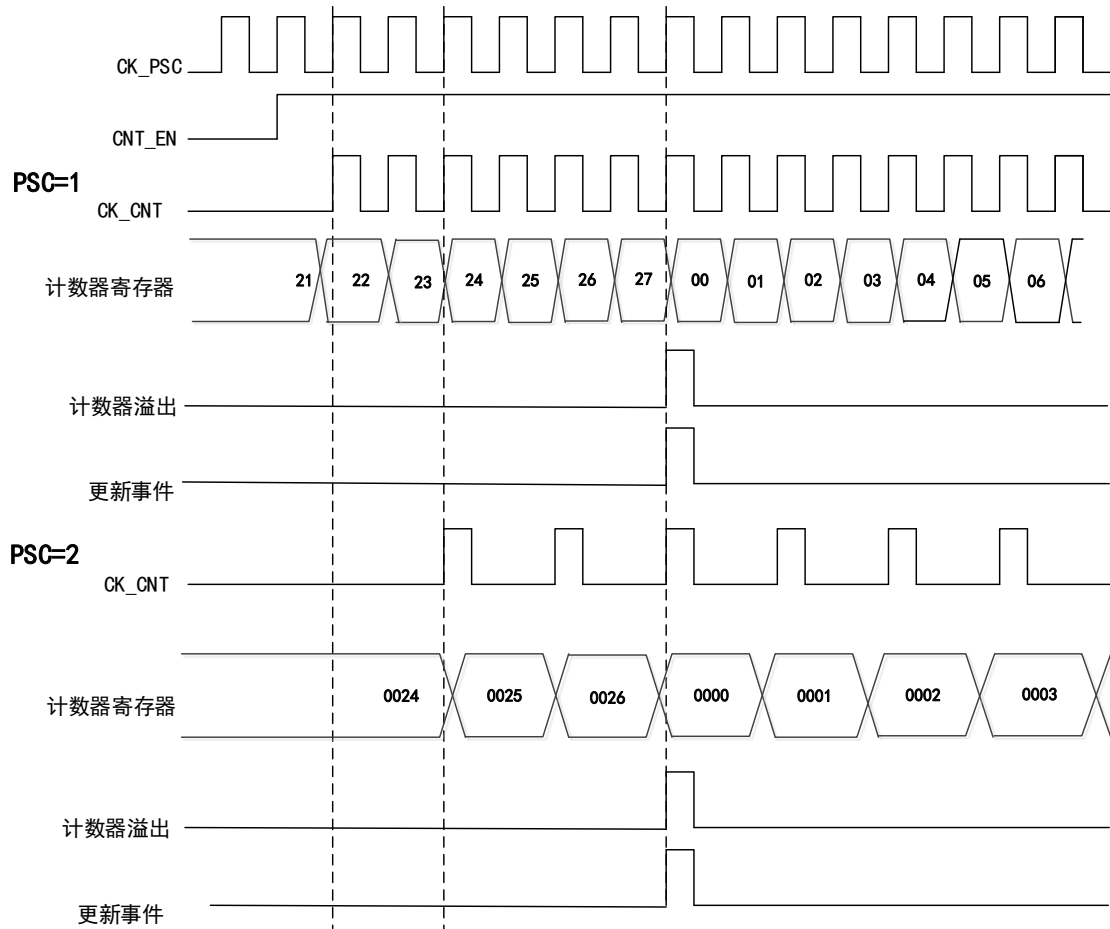 CK_PSC
CNT_EN
PSC=1
CK_CNT
计数器寄存器 21 22 23 24 25 26 27 00 01 02 03 04 05 06
计数器溢出
更新事件
PSC=2
CK_CNT
计数器寄存器 0024 0025 0026 0000 0001 0002 0003
计数器溢出
更新事件